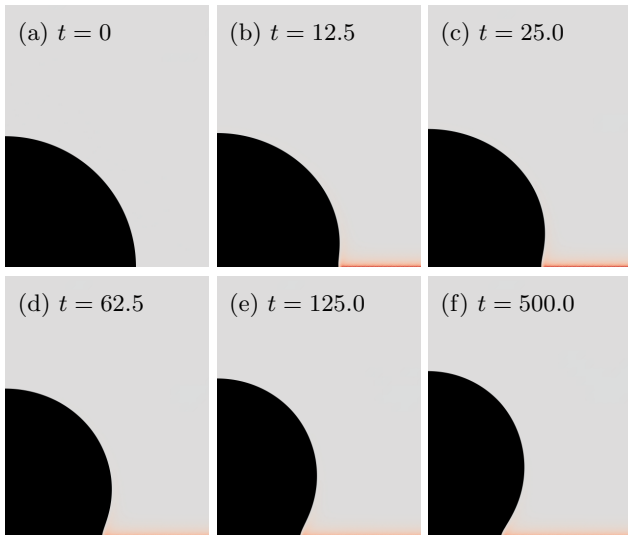 (a) t = 0
(b) t = 12.5
(c) t = 25.0
(d) t = 62.5
(e) t = 125.0
(f) t = 500.0